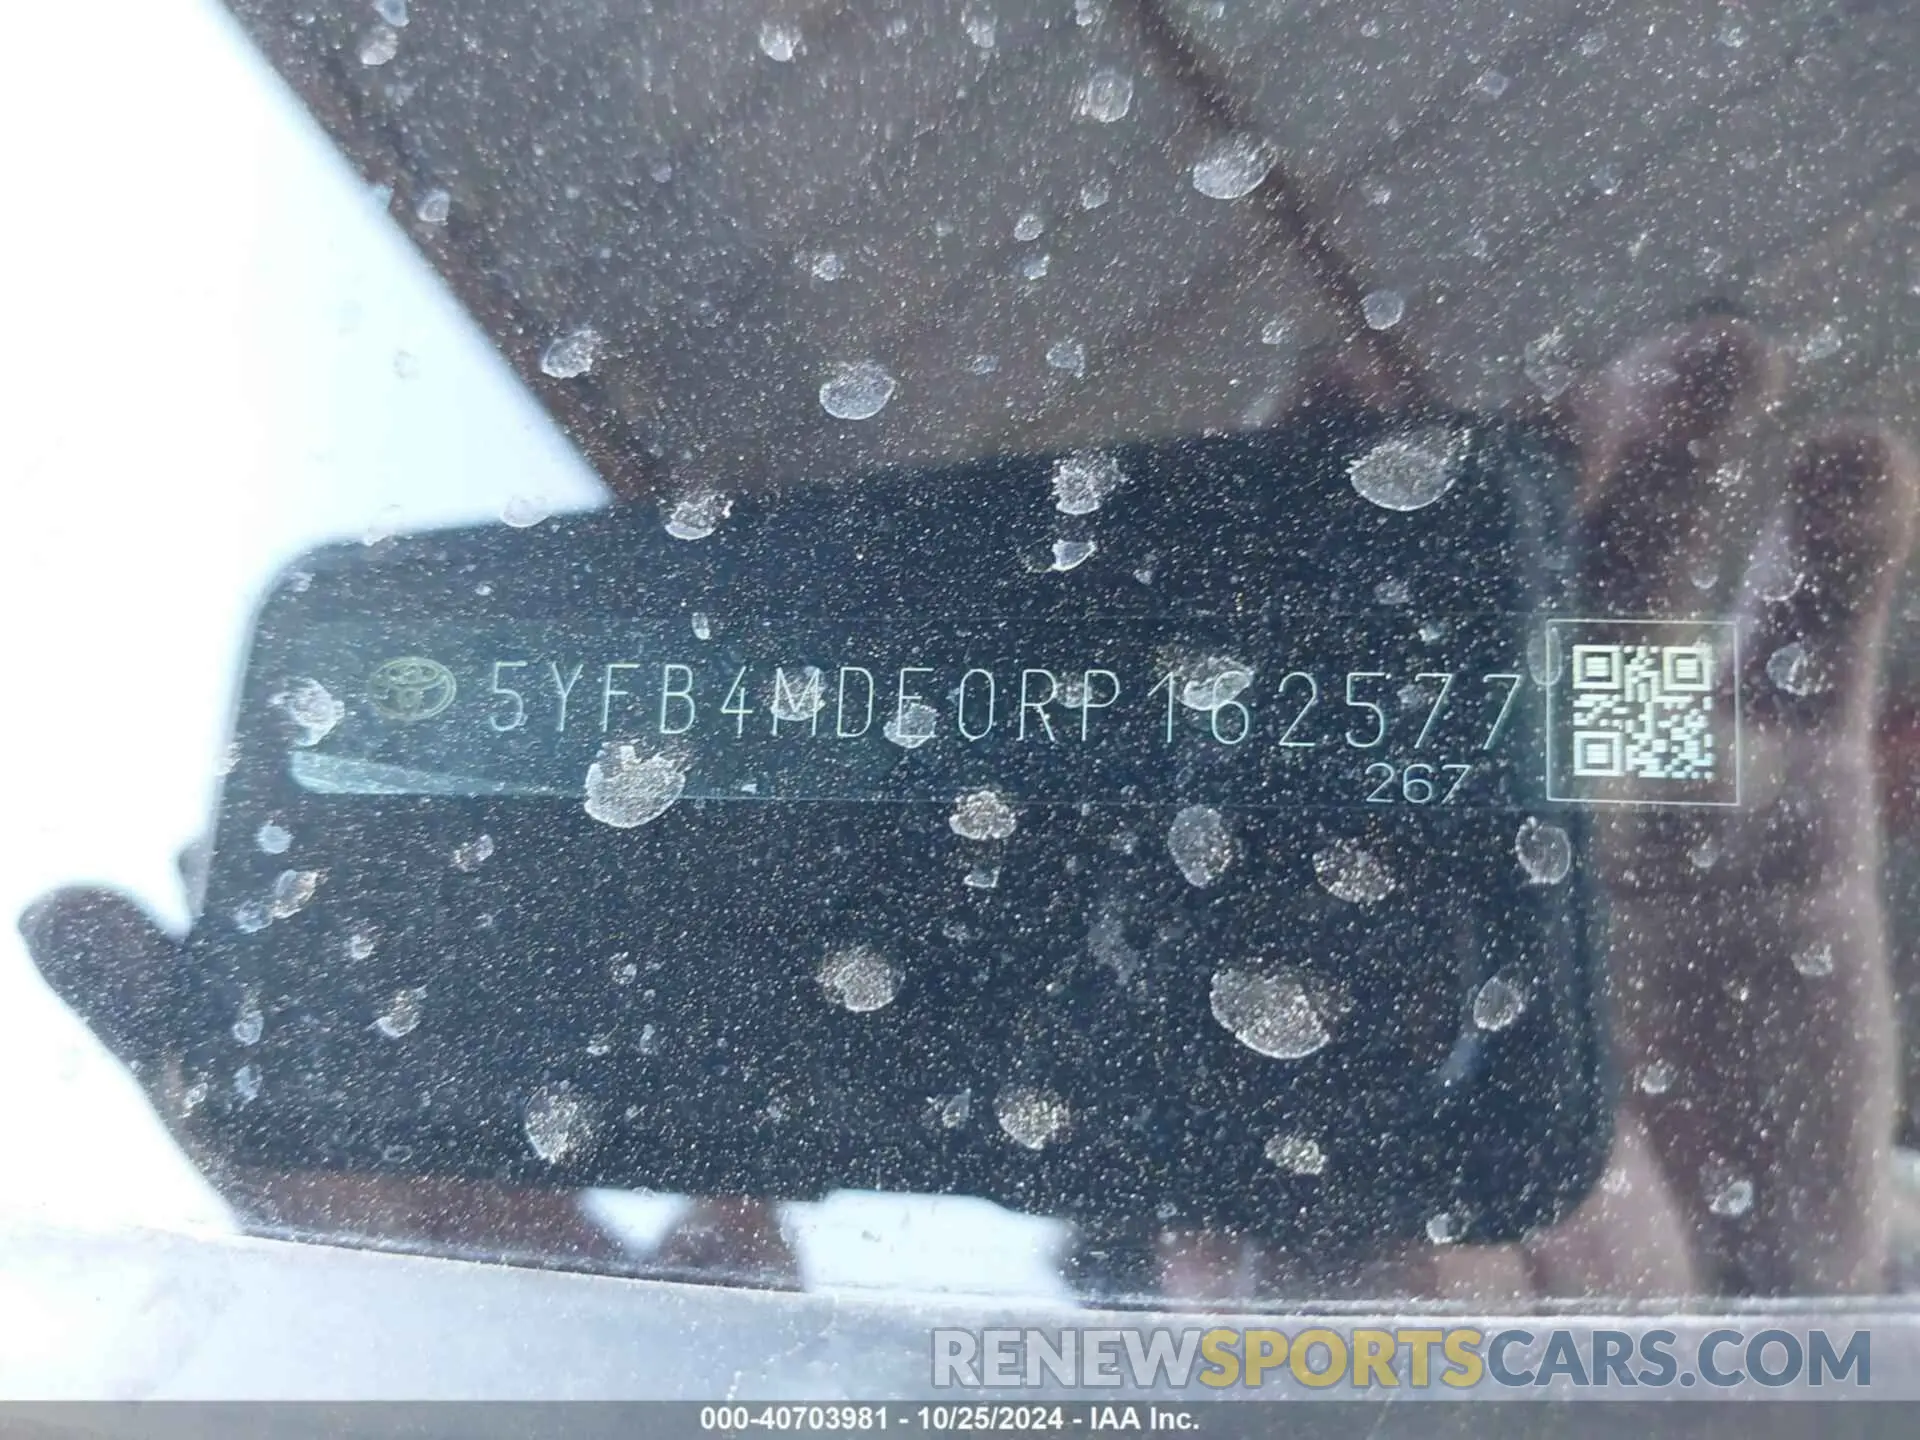 5YFB4MDE0RP162577
267
RENEWSPORTSCARS.COM
000-40703981 - 10/25/2024 - IAA Inc.